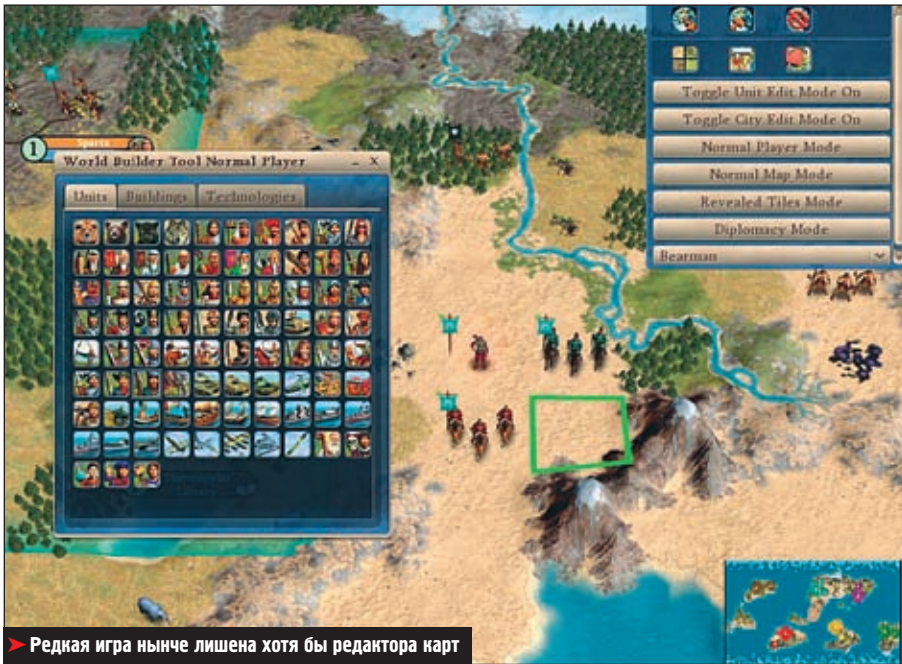 Toggle Unit Edit Mode On
Toggle City Edit Mode On
Normal Player Mode
Normal Map Mode
Revealed Tiles Mode
Diplomacy Mode
Bearman
1
Sparta
World Builder Tool Normal Player
Units Buildings Technologies
Редкая игра нынче лишена хотя бы редактора карт